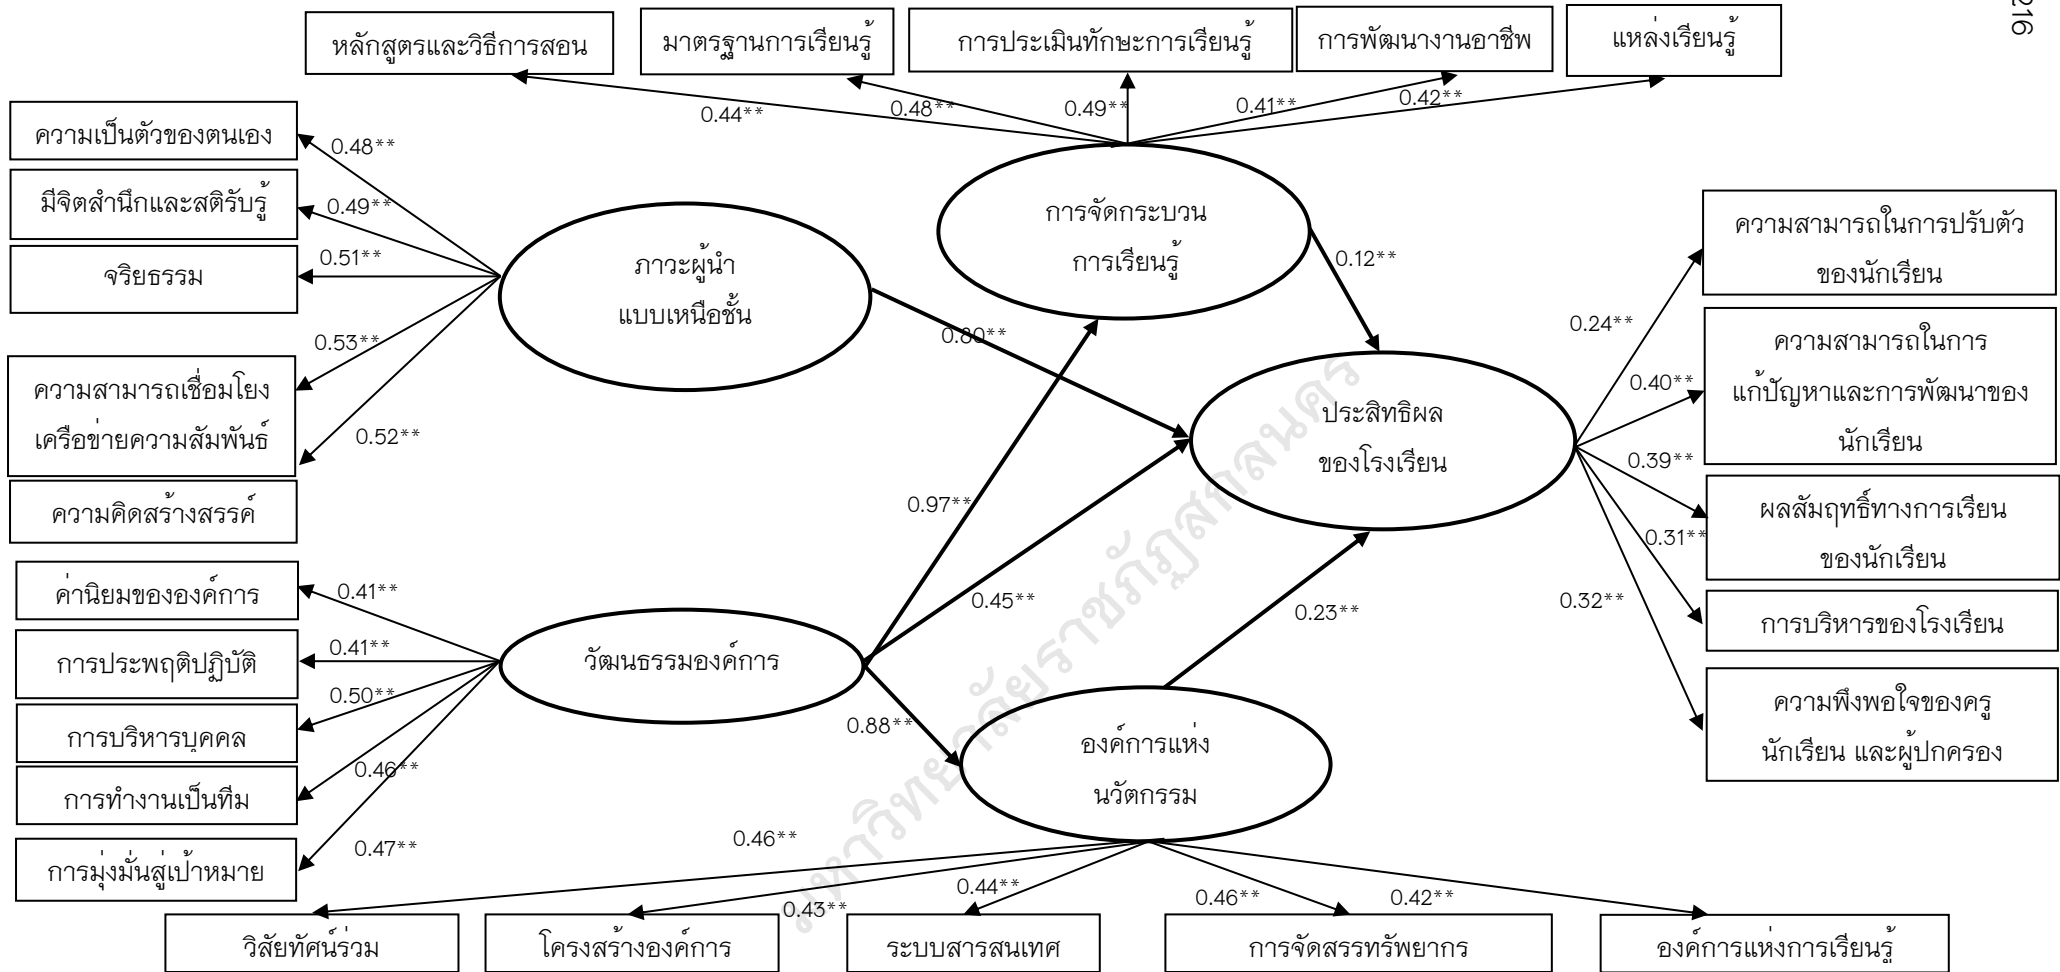 216
หลักสูตรและวิธีการสอน
มาตรฐานการเรียนรู้
การประเมินทักษะการเรียนรู้
การพัฒนางานอาชีพ
แหล่งเรียนรู้
0.44**
0.48**
0.49**
0.41**
0.42**
ความเป็นตัวของตนเอง
มีจิตสำนึกและสติรับรู้
จริยธรรม
ความสามารถเชื่อมโยง
เครือข่ายความสัมพันธ์
ความคิดสร้างสรรค์
0.48**
0.49**
0.51**
0.53**
0.52**
ภาวะผู้นำ
แบบเหนือชั้น
การจัดกระบวน
การเรียนรู้
0.12**
0.80**
0.97**
0.45**
0.23**
0.88**
ประสิทธิผล
ของโรงเรียน
0.24**
0.40**
0.39**
0.31**
0.32**
ความสามารถในการปรับตัว
ของนักเรียน
ความสามารถในการ
แก้ปัญหาและการพัฒนาของ
นักเรียน
ผลสัมฤทธิ์ทางการเรียน
ของนักเรียน
การบริหารของโรงเรียน
ความพึงพอใจของครู
นักเรียน และผู้ปกครอง
ค่านิยมขององค์การ
การประพฤติปฏิบัติ
การบริหารบุคคล
การทำงานเป็นทีม
การมุ่งมั่นสู่เป้าหมาย
0.41**
0.41**
0.50**
0.46**
0.47**
วัฒนธรรมองค์การ
องค์การแห่ง
นวัตกรรม
0.46**
0.43**
0.44**
0.46**
0.42**
วิสัยทัศน์ร่วม
โครงสร้างองค์การ
ระบบสารสนเทศ
การจัดสรรทรัพยากร
องค์การแห่งการเรียนรู้
มหาวิทยาลัยราชภัฏสกลนคร